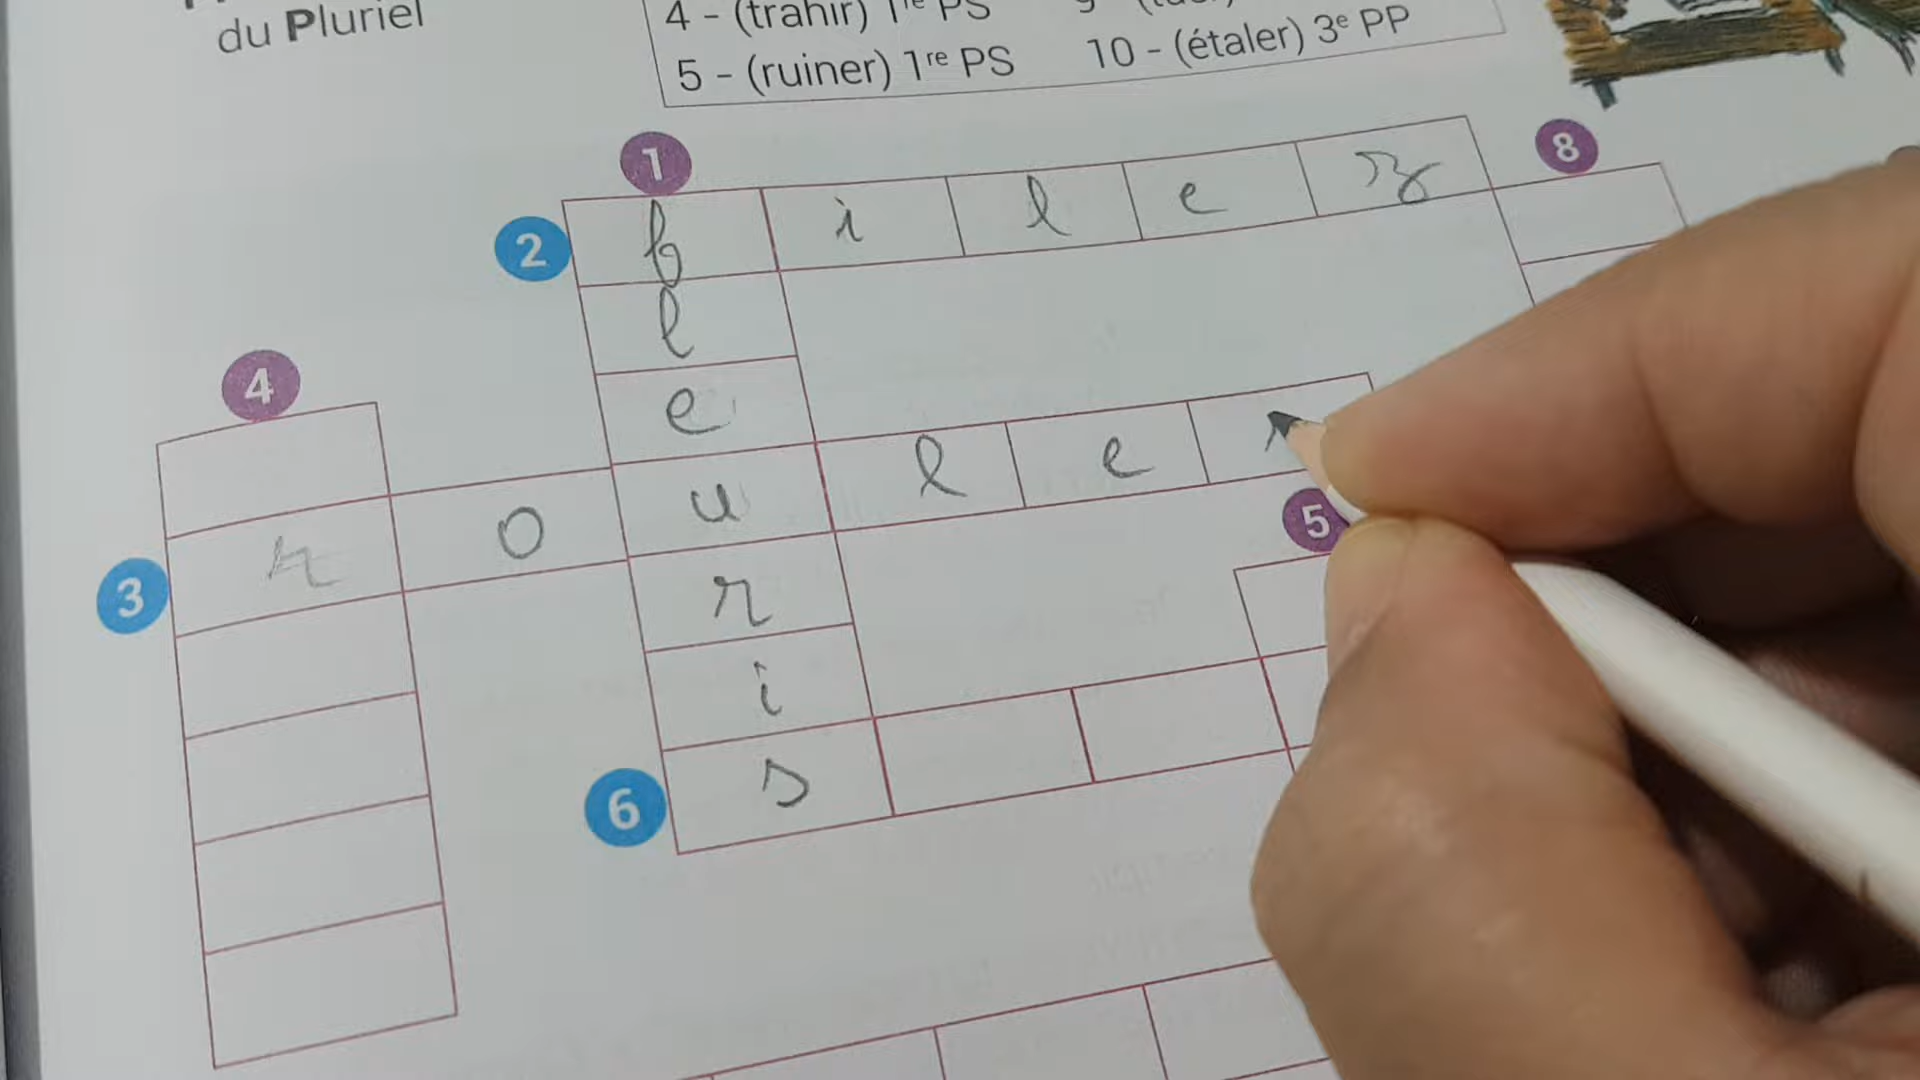 du Pluriel
4 - (trahir) 1re PS
5 - (ruiner) 1re PS
10 - (étaler) 3e PP
1
8
2
f i l e z
l
4
e
3
r o u l e
5
r
i
6
s